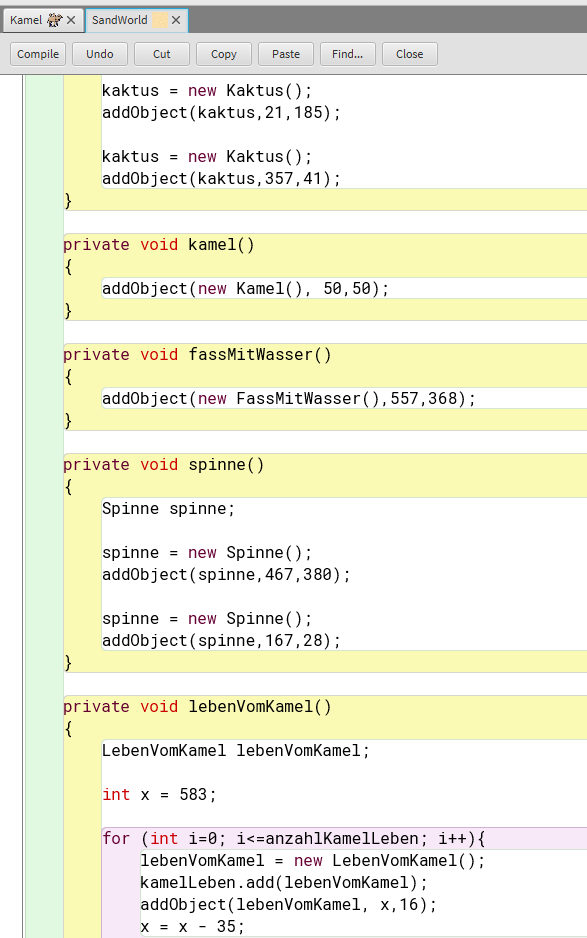 Kamel
SandWorld
Compile Undo Cut Copy Paste Find... Close
kaktus = new Kaktus();
addObject(kaktus,21,185);
kaktus = new Kaktus();
addObject(kaktus,357,41);
}
private void kamel()
{
addObject(new Kamel(), 50,50);
}
private void fassMitWasser()
{
addObject(new FassMitWasser(),557,368);
}
private void spinne()
{
Spinne spinne;
spinne = new Spinne();
addObject(spinne,467,380);
spinne = new Spinne();
addObject(spinne,167,28);
}
private void lebenVomKamel()
{
LebenVomKamel lebenVomKamel;
int x = 583;
for (int i=0; i<=anzahlKamelLeben; i++){
lebenVomKamel = new LebenVomKamel();
kamelLeben.add(lebenVomKamel);
addObject(lebenVomKamel, x,16);
x = x - 35;